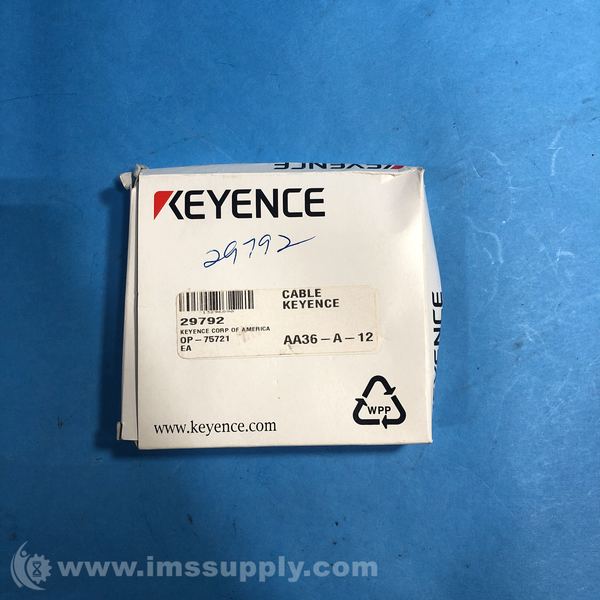 KEYENCE
KEYENCE
29792
CABLE
KEYENCE
29792
KEYENCE CORP OF AMERICA
OP-75721
EA
AA36-A-12
KEYENCE
WPP
www.keyence.com
www.imssupply.com